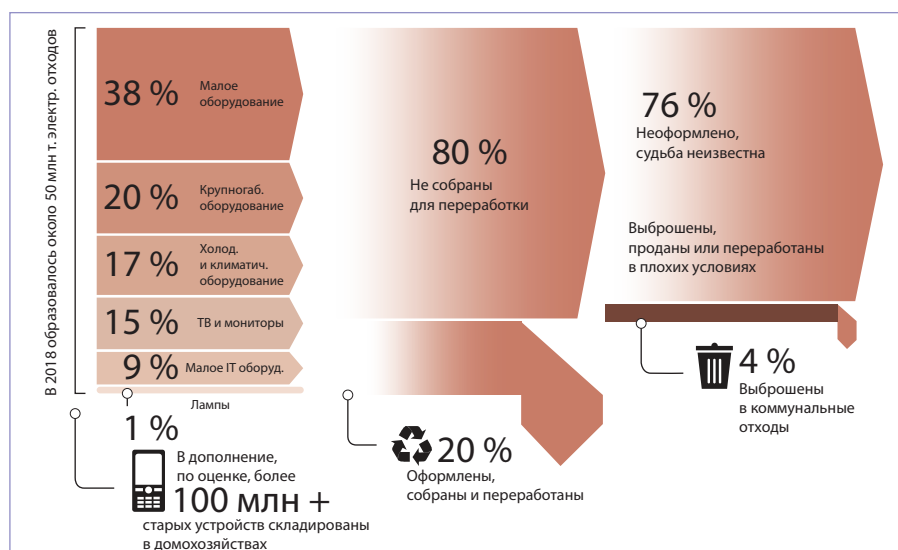 В 2018 образовалось около 50 млн т. электр. отходов
38 %
Малое
оборудование
20 %
Крупногаб.
оборудование
17 %
Холод.
и климатич.
оборудование
15 %
ТВ и мониторы
9 %
Малое IT оборуд.
Лампы
1 %
В дополнение,
по оценке, более
100 млн +
старых устройств складированы
в домохозяйствах
80 %
Не собраны
для переработки
20 %
Оформлены,
собраны и переработаны
76 %
Неоформлено,
судьба неизвестна
Выброшены,
проданы или переработаны
в плохих условиях
4 %
Выброшены
в коммунальные
отходы